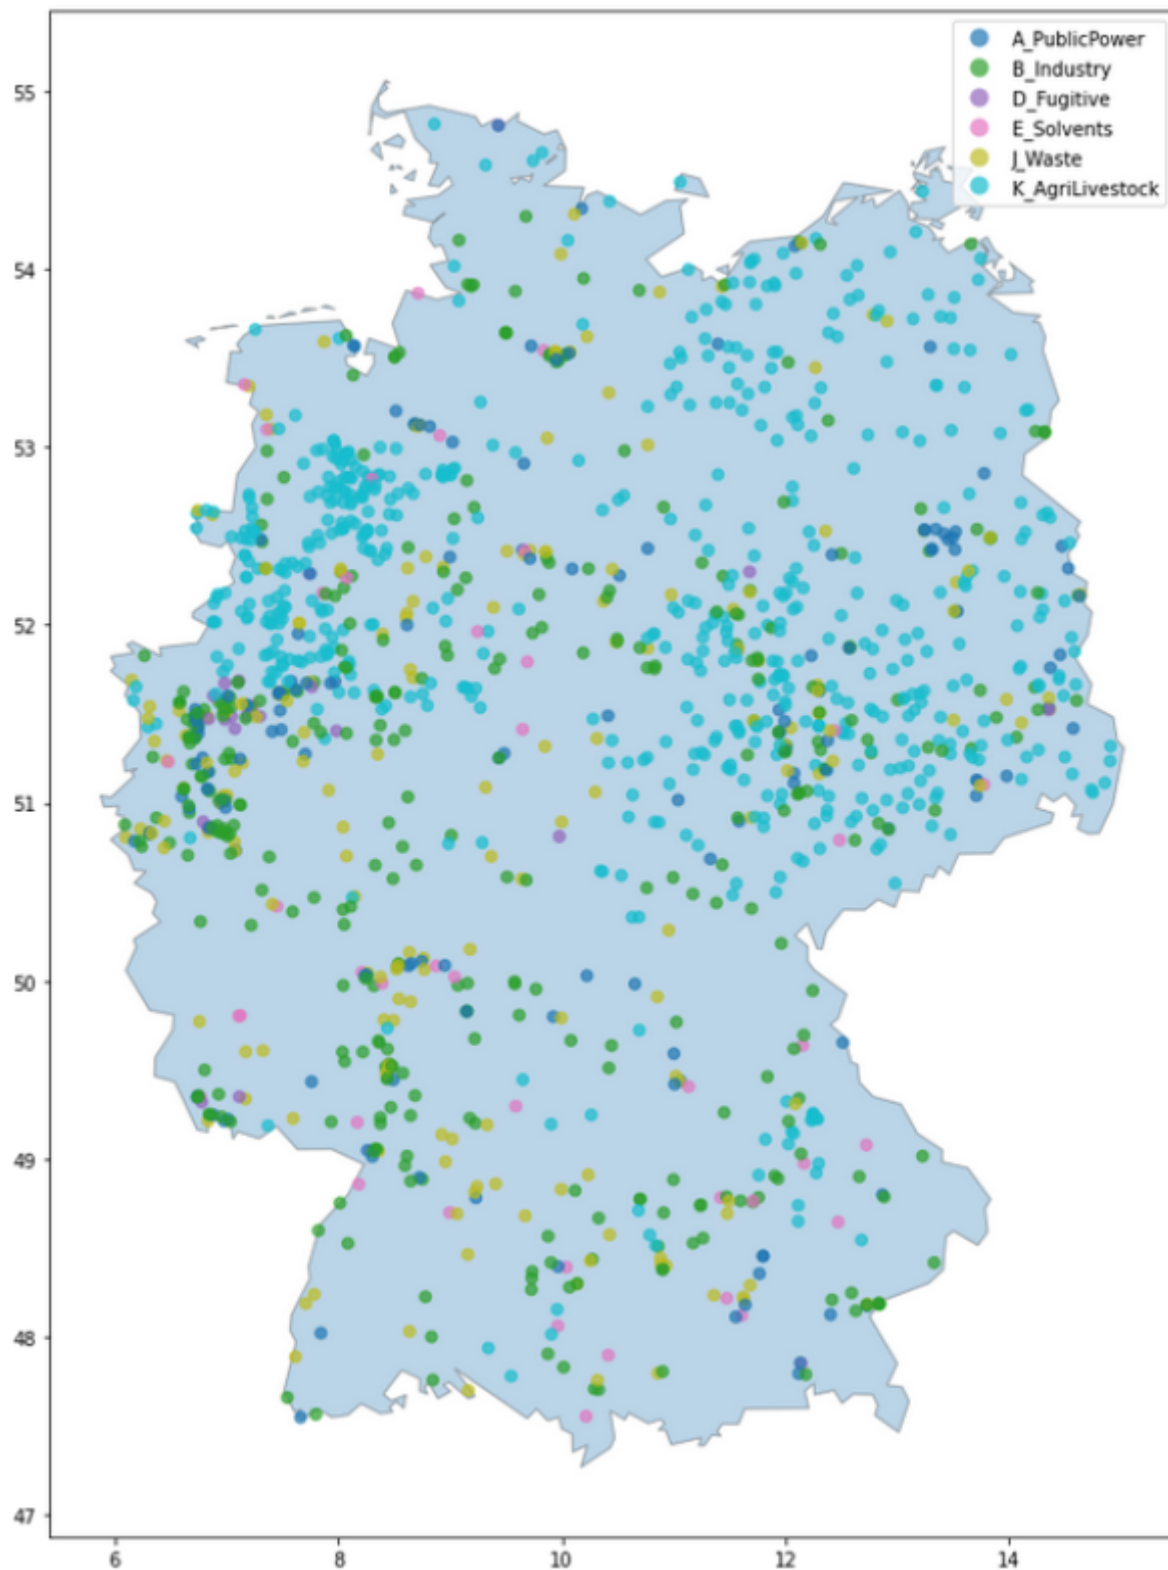 A_PublicPower
B_Industry
D_Fugitive
E_Solvents
J_Waste
K_AgriLivestock
55
54
53
52
51
50
49
48
47
6 8 10 12 14